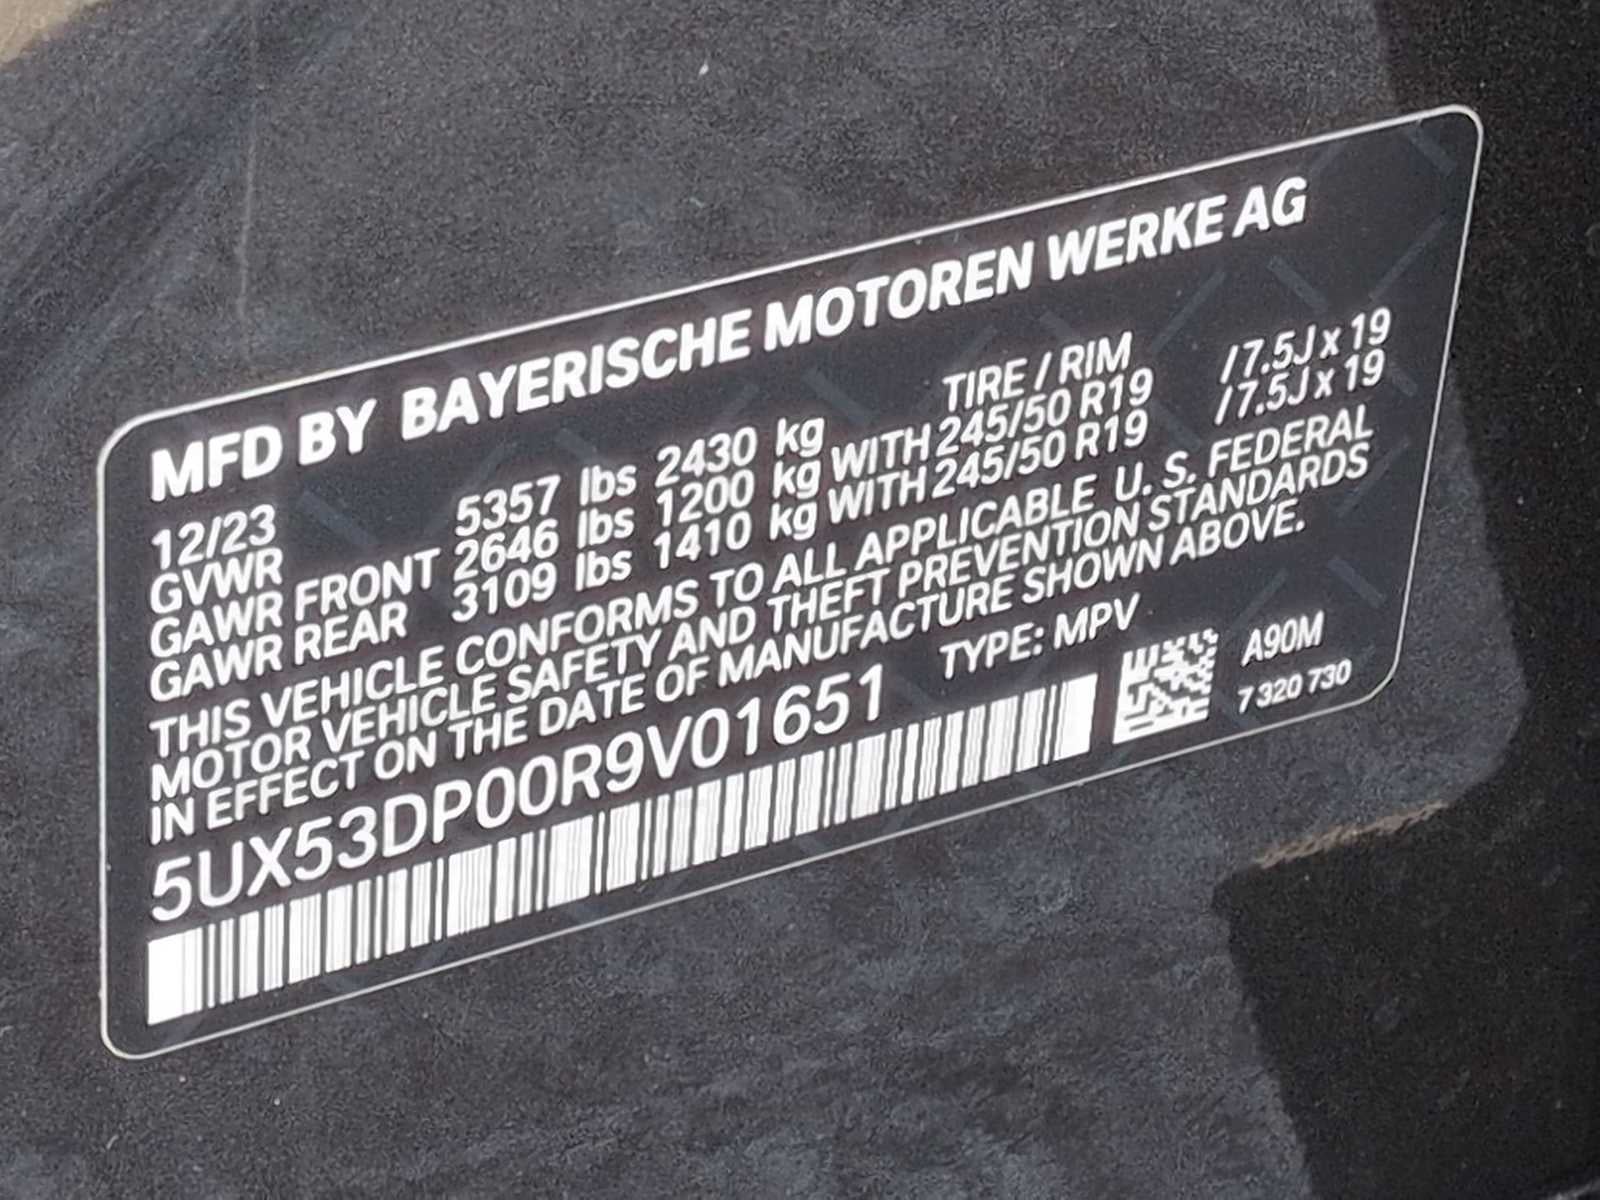 MFD BY BAYERISCHE MOTOREN WERKE AG
12/23 TIRE / RIM
GVWR 5357 lbs 2430 kg
GAWR FRONT 2646 lbs 1200 kg WITH 245/50 R19 / 7.5J x 19
GAWR REAR 3109 lbs 1410 kg WITH 245/50 R19 / 7.5J x 19
THIS VEHICLE CONFORMS TO ALL APPLICABLE U. S. FEDERAL
MOTOR VEHICLE SAFETY AND THEFT PREVENTION STANDARDS
IN EFFECT ON THE DATE OF MANUFACTURE SHOWN ABOVE.
5UX53DP00R9V01651 TYPE: MPV
A90M
7 320 730